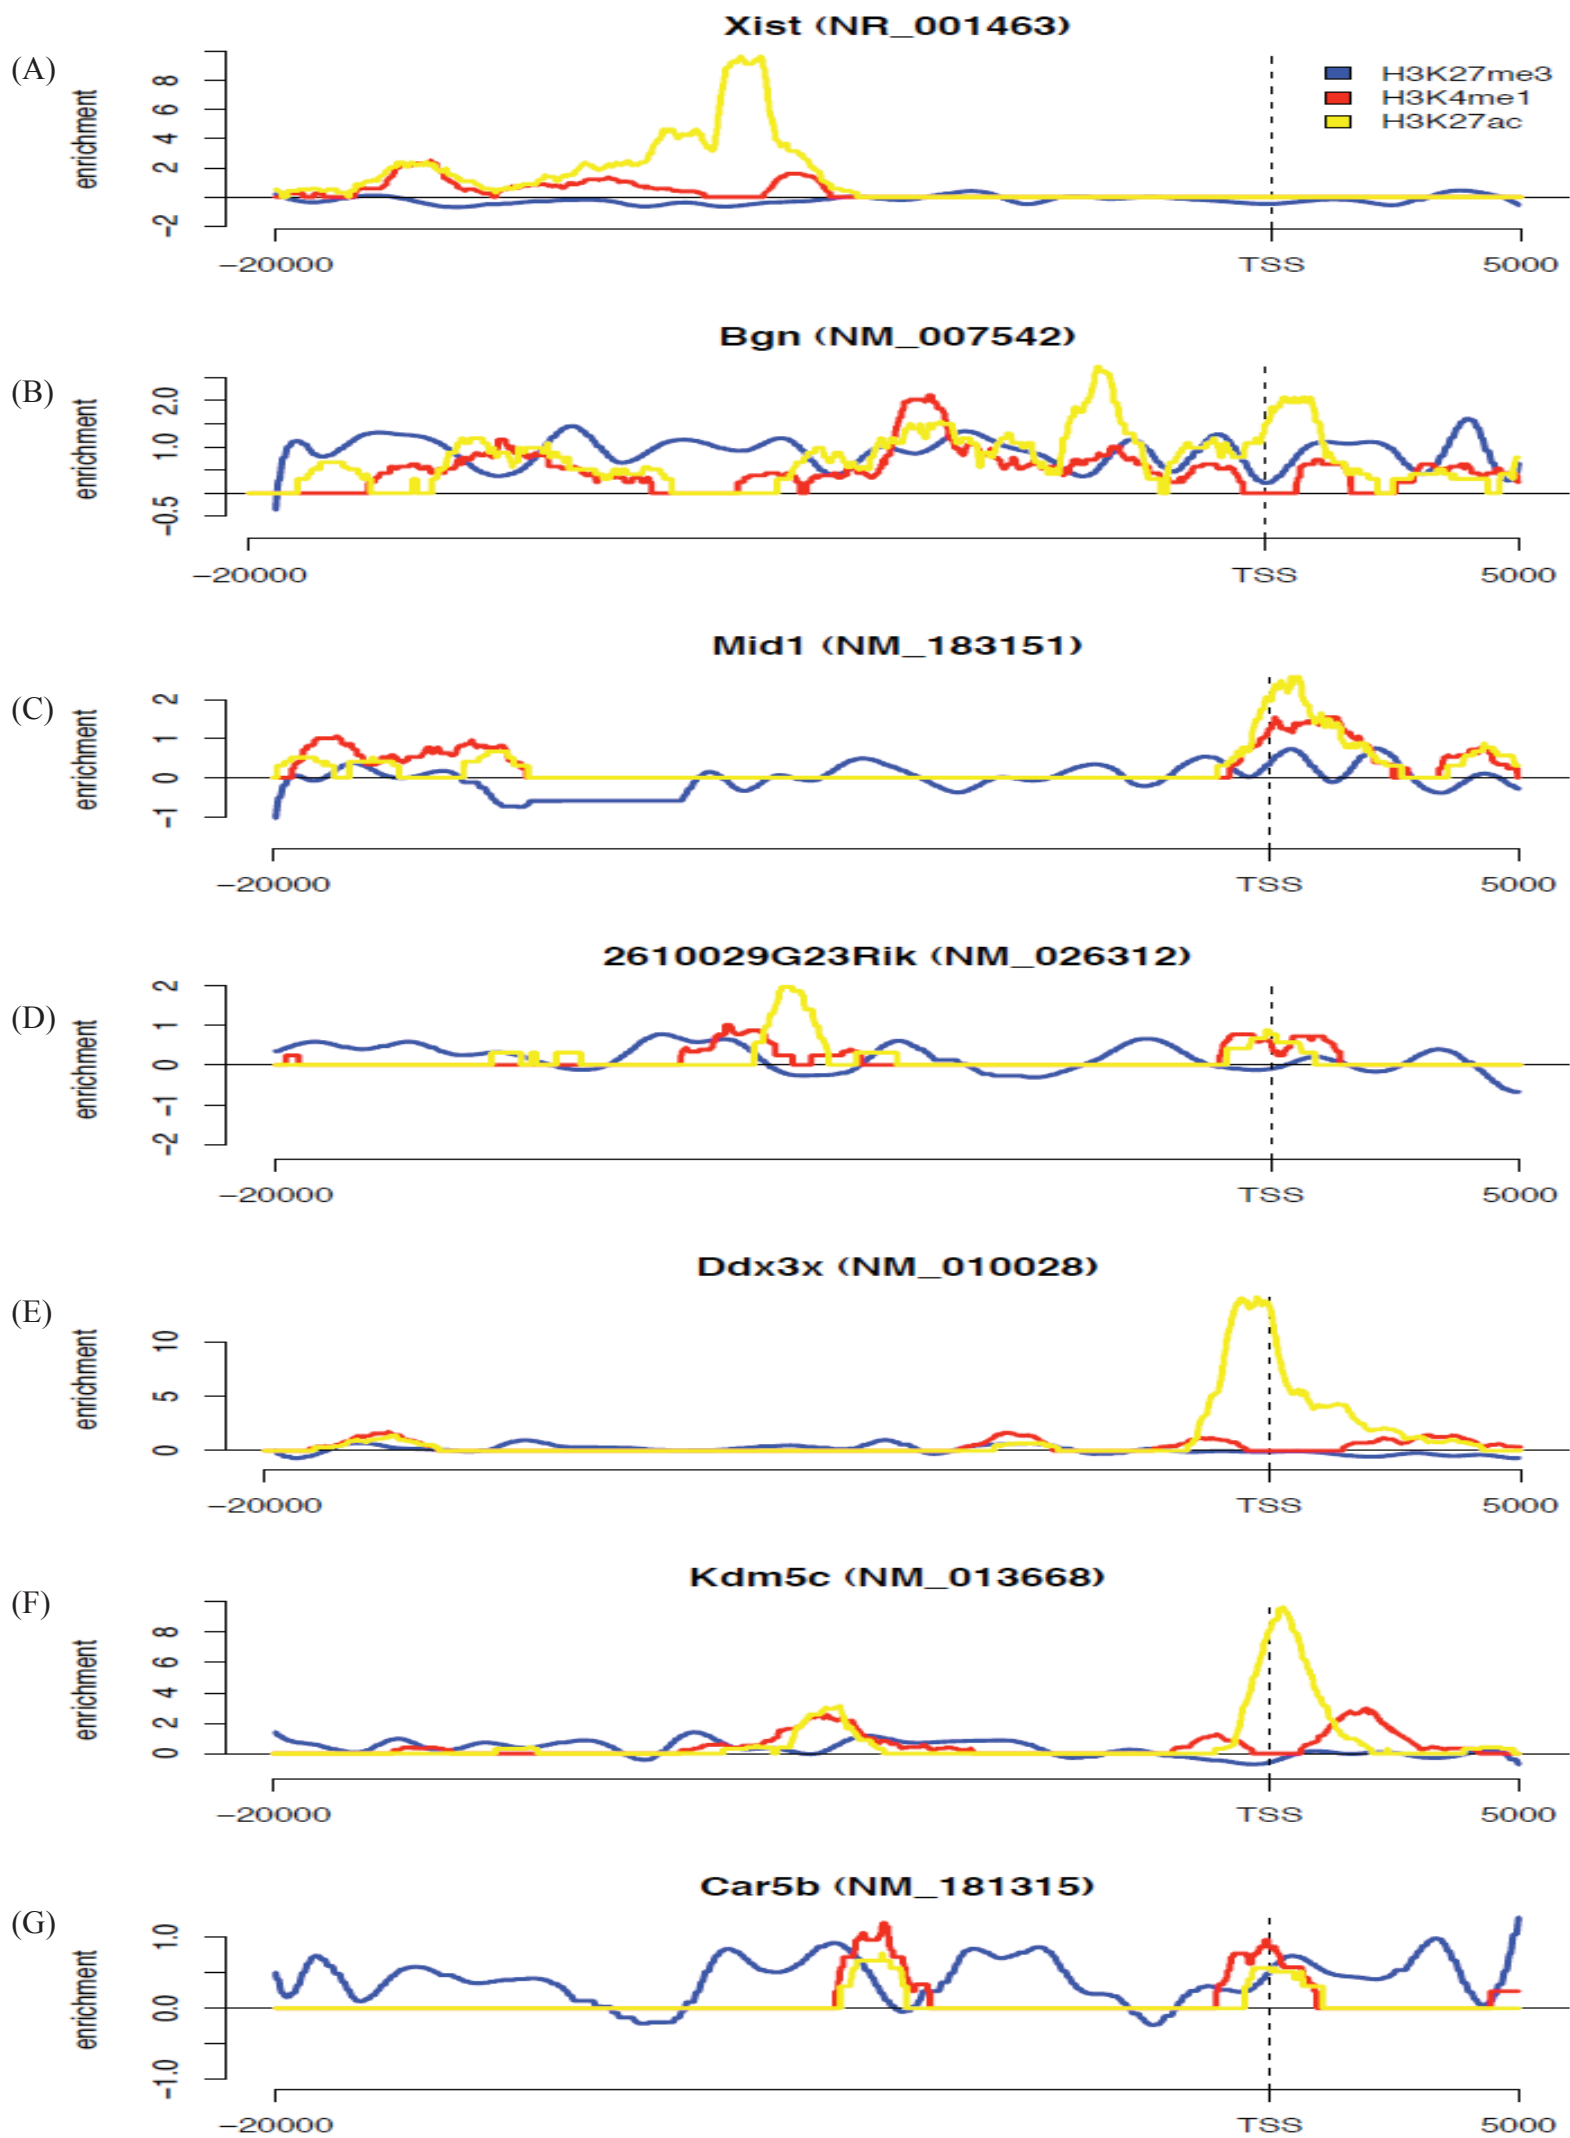 Xist (NR_001463)
(A)
enrichment
8
6
4
2
-2
H3K27me3
H3K4me1
H3K27ac
-20000 TSS 5000
Bgn (NM_007542)
(B)
enrichment
2.0
1.0
-0.5
-20000 TSS 5000
Mid1 (NM_183151)
(C)
enrichment
2
1
0
-1
-20000 TSS 5000
2610029G23Rik (NM_026312)
(D)
enrichment
2
1
0
-1
-2
-20000 TSS 5000
Ddx3x (NM_010028)
(E)
enrichment
10
5
0
-20000 TSS 5000
Kdm5c (NM_013668)
(F)
enrichment
8
6
4
2
0
-20000 TSS 5000
Car5b (NM_181315)
(G)
enrichment
1.0
0.0
-1.0
-20000 TSS 5000